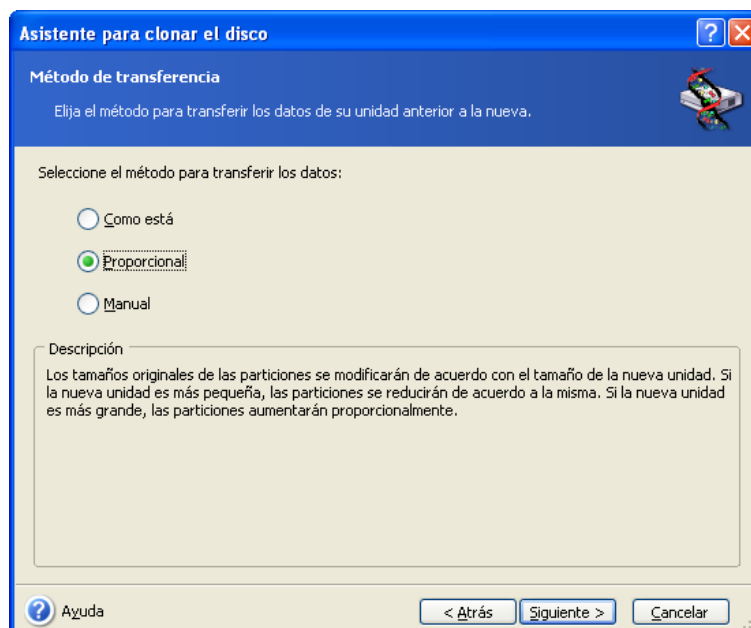 Asistente para clonar el disco
Método de transferencia
Elija el método para transferir los datos de su unidad anterior a la nueva.
Seleccione el método para transferir los datos:
Como está
Proporcional
Manual
Descripción
Los tamaños originales de las particiones se modificarán de acuerdo con el tamaño de la nueva unidad. Si
la nueva unidad es más pequeña, las particiones se reducirán de acuerdo a la misma. Si la nueva unidad
es más grande, las particiones aumentarán proporcionalmente.
Ayuda
< Atrás
Siguiente >
Cancelar